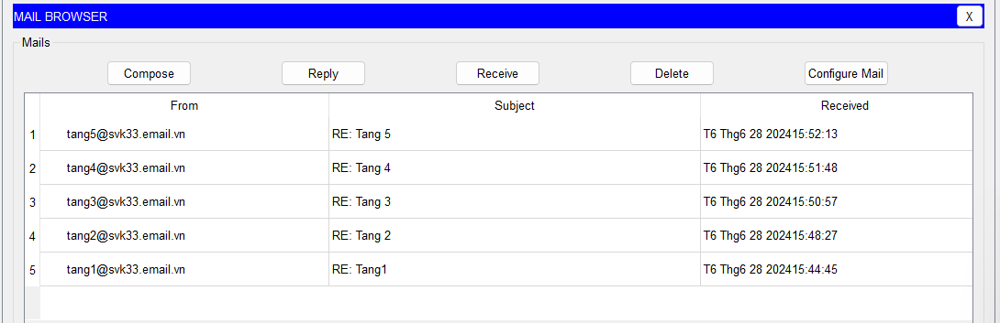 MAIL BROWSER X
Mails
Compose Reply Receive Delete Configure Mail
From Subject Received
1 tang5@svk33.email.vn RE: Tang 5 T6 Thg6 28 202415:52:13
2 tang4@svk33.email.vn RE: Tang 4 T6 Thg6 28 202415:51:48
3 tang3@svk33.email.vn RE: Tang 3 T6 Thg6 28 202415:50:57
4 tang2@svk33.email.vn RE: Tang 2 T6 Thg6 28 202415:48:27
5 tang1@svk33.email.vn RE: Tang1 T6 Thg6 28 202415:44:45